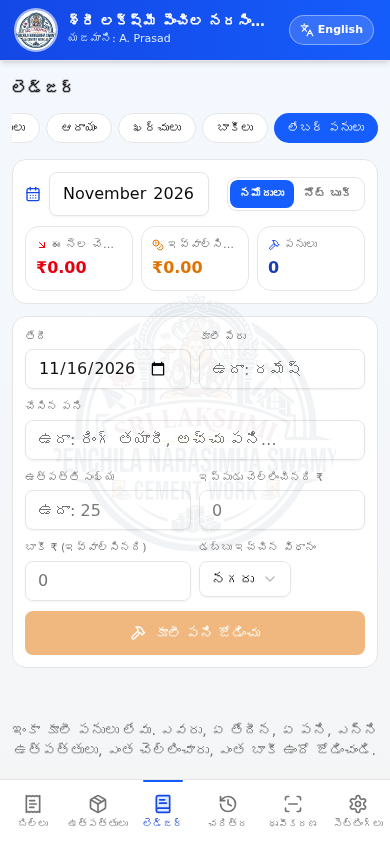 శ్రీ లక్ష్మీ పెంచిల నరసిం...
యజమాని: A. Prasad
English
లెడ్జర్
ఆదాయం
ఖర్చులు
బాకీలు
లేబర్ పనులు
November 2026
నమోదులు
నోట్ బుక్
ఈ నెల చె...
ఇవ్వాల్సి...
పనులు
₹0.00
₹0.00
0
తేదీ
కూలీ పేరు
11/16/2026
ఉదా: రమేష్
చేసిన పని
ఉదా: రింగ్ తయారీ, అచ్చు పని...
ఉత్పత్తి సంఖ్య
ఇప్పుడు చెల్లించినది ₹
ఉదా: 25
0
బాకీ ₹ (ఇవ్వాల్సినది)
డబ్బు ఇచ్చిన విధానం
0
నగదు
కూలీ పని జోడించు
ఇంకా కూలీ పనులు లేవు. ఎవరు, ఏ తేదీన, ఏ పని, ఎన్ని
ఉత్పత్తులు, ఎంత చెల్లించారు, ఎంత బాకీ ఉందో జోడించండి.
బిల్లు
ఉత్పత్తులు
లెడ్జర్
చరిత్ర
ధృవీకరణ
సెట్టింగ్‌లు